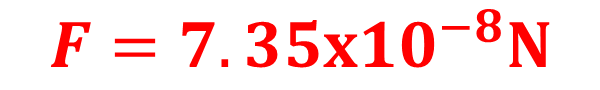 F = 7.35x10⁻⁸N